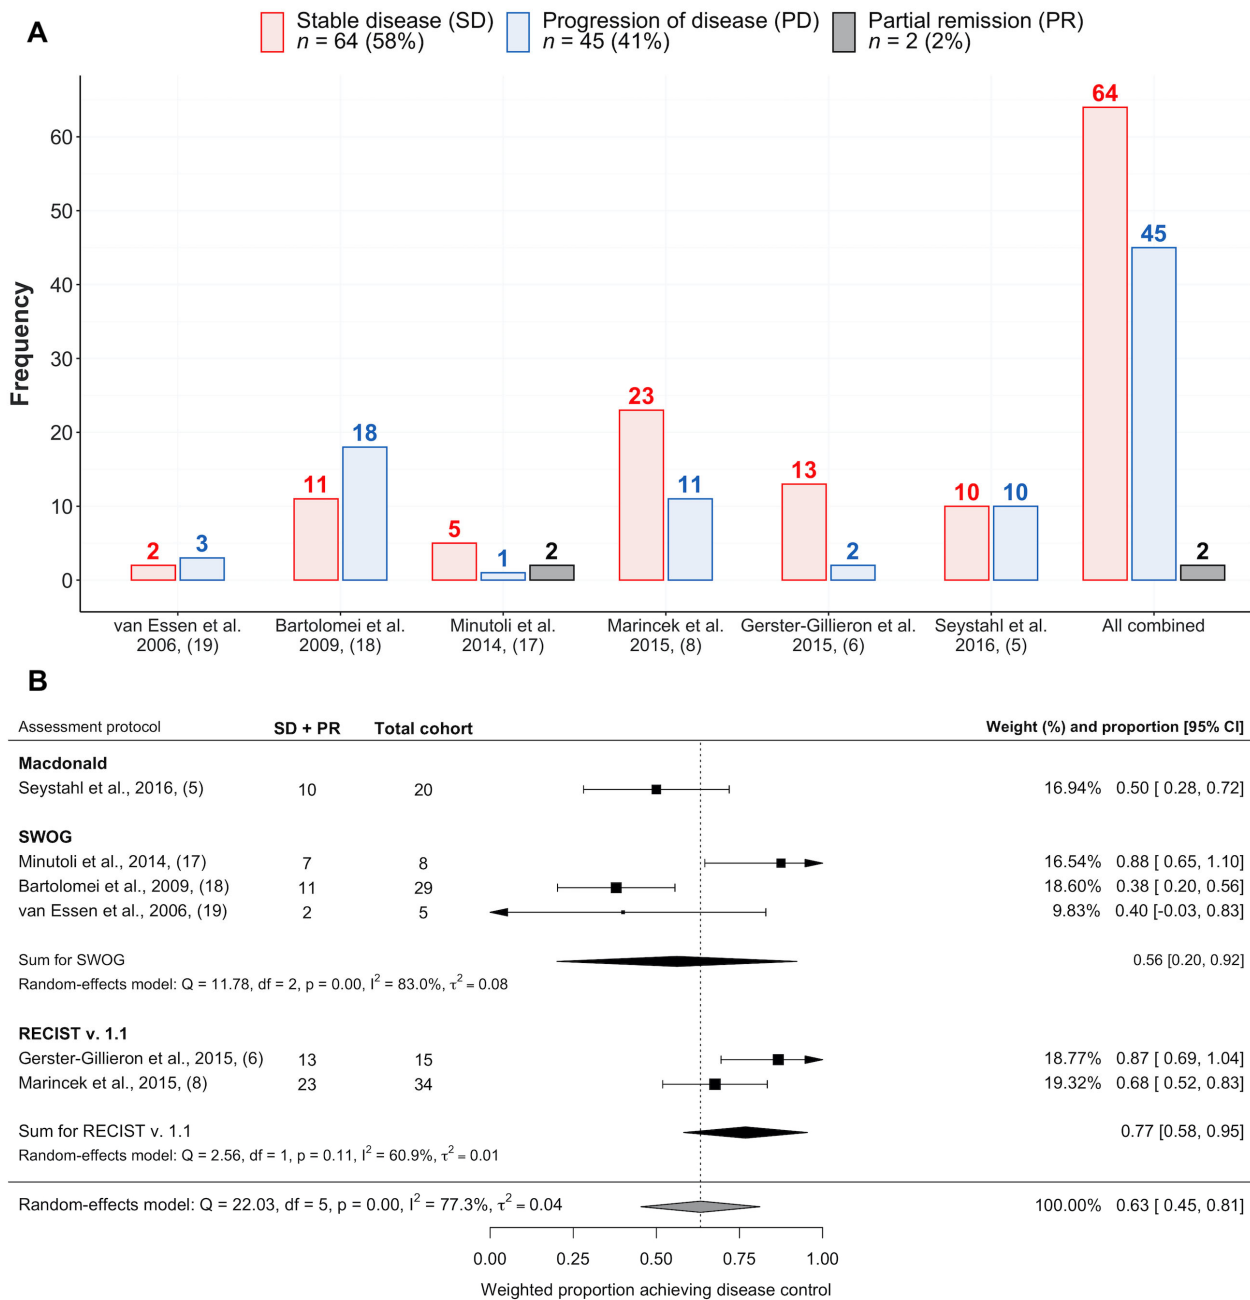 A
Stable disease (SD)
n = 64 (58%)
Progression of disease (PD)
n = 45 (41%)
Partial remission (PR)
n = 2 (2%)
Frequency
60
50
40
30
20
10
0
2
3
11
18
5
1
2
23
11
13
2
10
10
64
45
2
van Essen et al.
2006, (19)
Bartolomei et al.
2009, (18)
Minutoli et al.
2014, (17)
Marincek et al.
2015, (8)
Gerster-Gillieron et al.
2015, (6)
Seystahl et al.
2016, (5)
All combined
B
Assessment protocol SD + PR Total cohort Weight (%) and proportion [95% CI]
Macdonald
Seystahl et al., 2016, (5) 10 20 16.94% 0.50 [ 0.28, 0.72]
SWOG
Minutoli et al., 2014, (17) 7 8 16.54% 0.88 [ 0.65, 1.10]
Bartolomei et al., 2009, (18) 11 29 18.60% 0.38 [ 0.20, 0.56]
van Essen et al., 2006, (19) 2 5 9.83% 0.40 [-0.03, 0.83]
Sum for SWOG 0.56 [0.20, 0.92]
Random-effects model: Q = 11.78, df = 2, p = 0.00, I² = 83.0%, τ² = 0.08
RECIST v. 1.1
Gerster-Gillieron et al., 2015, (6) 13 15 18.77% 0.87 [ 0.69, 1.04]
Marincek et al., 2015, (8) 23 34 19.32% 0.68 [ 0.52, 0.83]
Sum for RECIST v. 1.1 0.77 [0.58, 0.95]
Random-effects model: Q = 2.56, df = 1, p = 0.11, I² = 60.9%, τ² = 0.01
Random-effects model: Q = 22.03, df = 5, p = 0.00, I² = 77.3%, τ² = 0.04 100.00% 0.63 [ 0.45, 0.81]
0.00 0.25 0.50 0.75 1.00
Weighted proportion achieving disease control